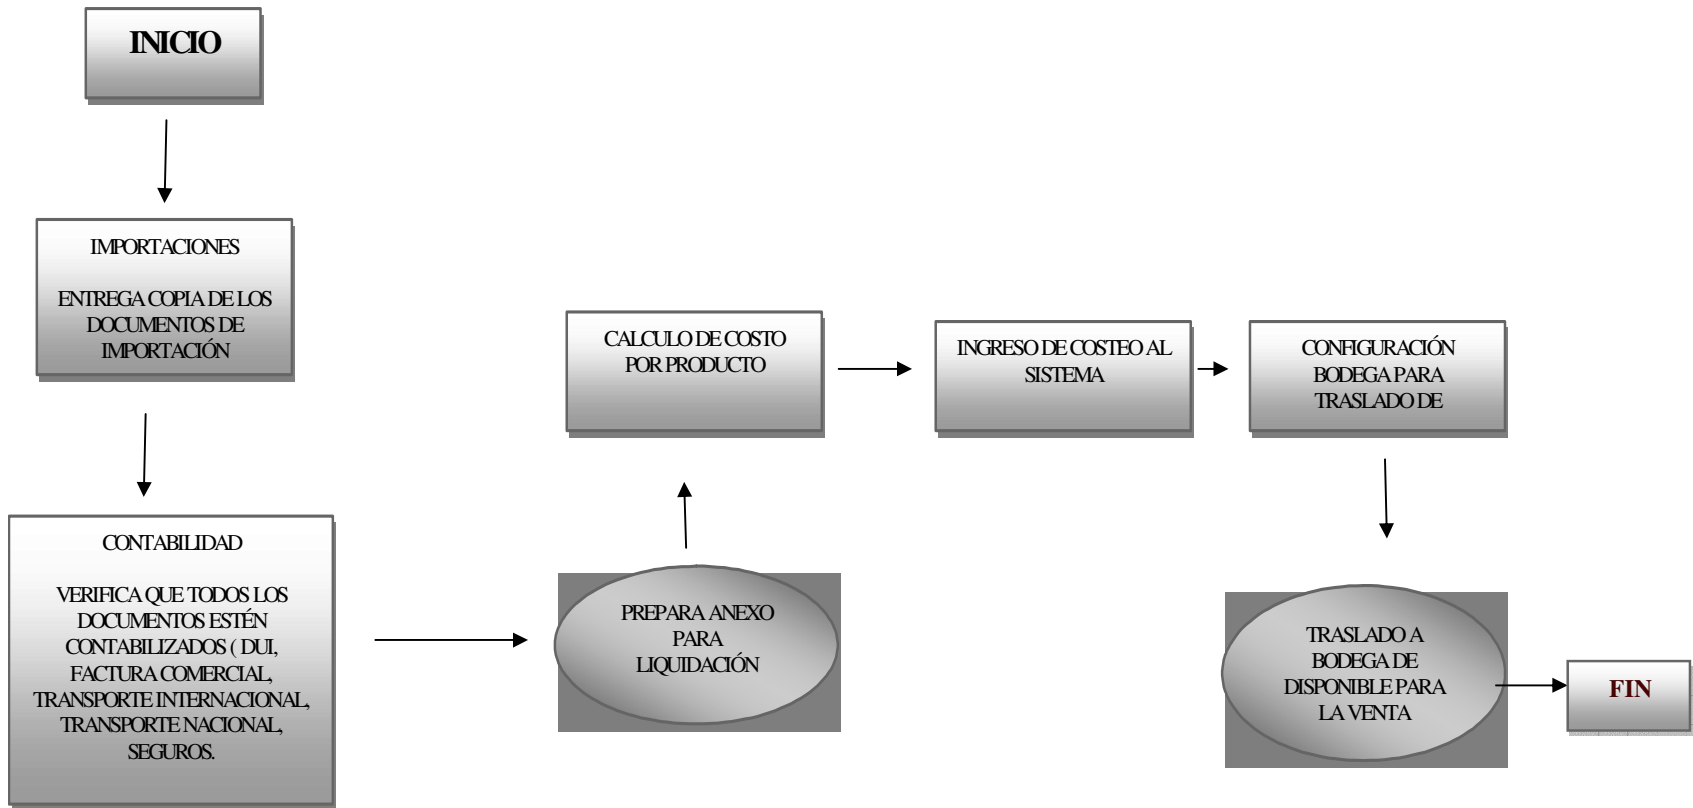 INICIO
IMPORTACIONES
ENTREGA COPIA DE LOS
DOCUMENTOS DE
IMPORTACIÓN
CONTABILIDAD
VERIFICA QUE TODOS LOS
DOCUMENTOS ESTÉN
CONTABILIZADOS ( DUI,
FACTURA COMERCIAL,
TRANSPORTE INTERNACIONAL,
TRANSPORTE NACIONAL,
SEGUROS.
PREPARA ANEXO
PARA
LIQUIDACIÓN
CALCULO DE COSTO
POR PRODUCTO
INGRESO DE COSTEO AL
SISTEMA
CONFIGURACIÓN
BODEGA PARA
TRASLADO DE
TRASLADO A
BODEGA DE
DISPONIBLE PARA
LA VENTA
FIN